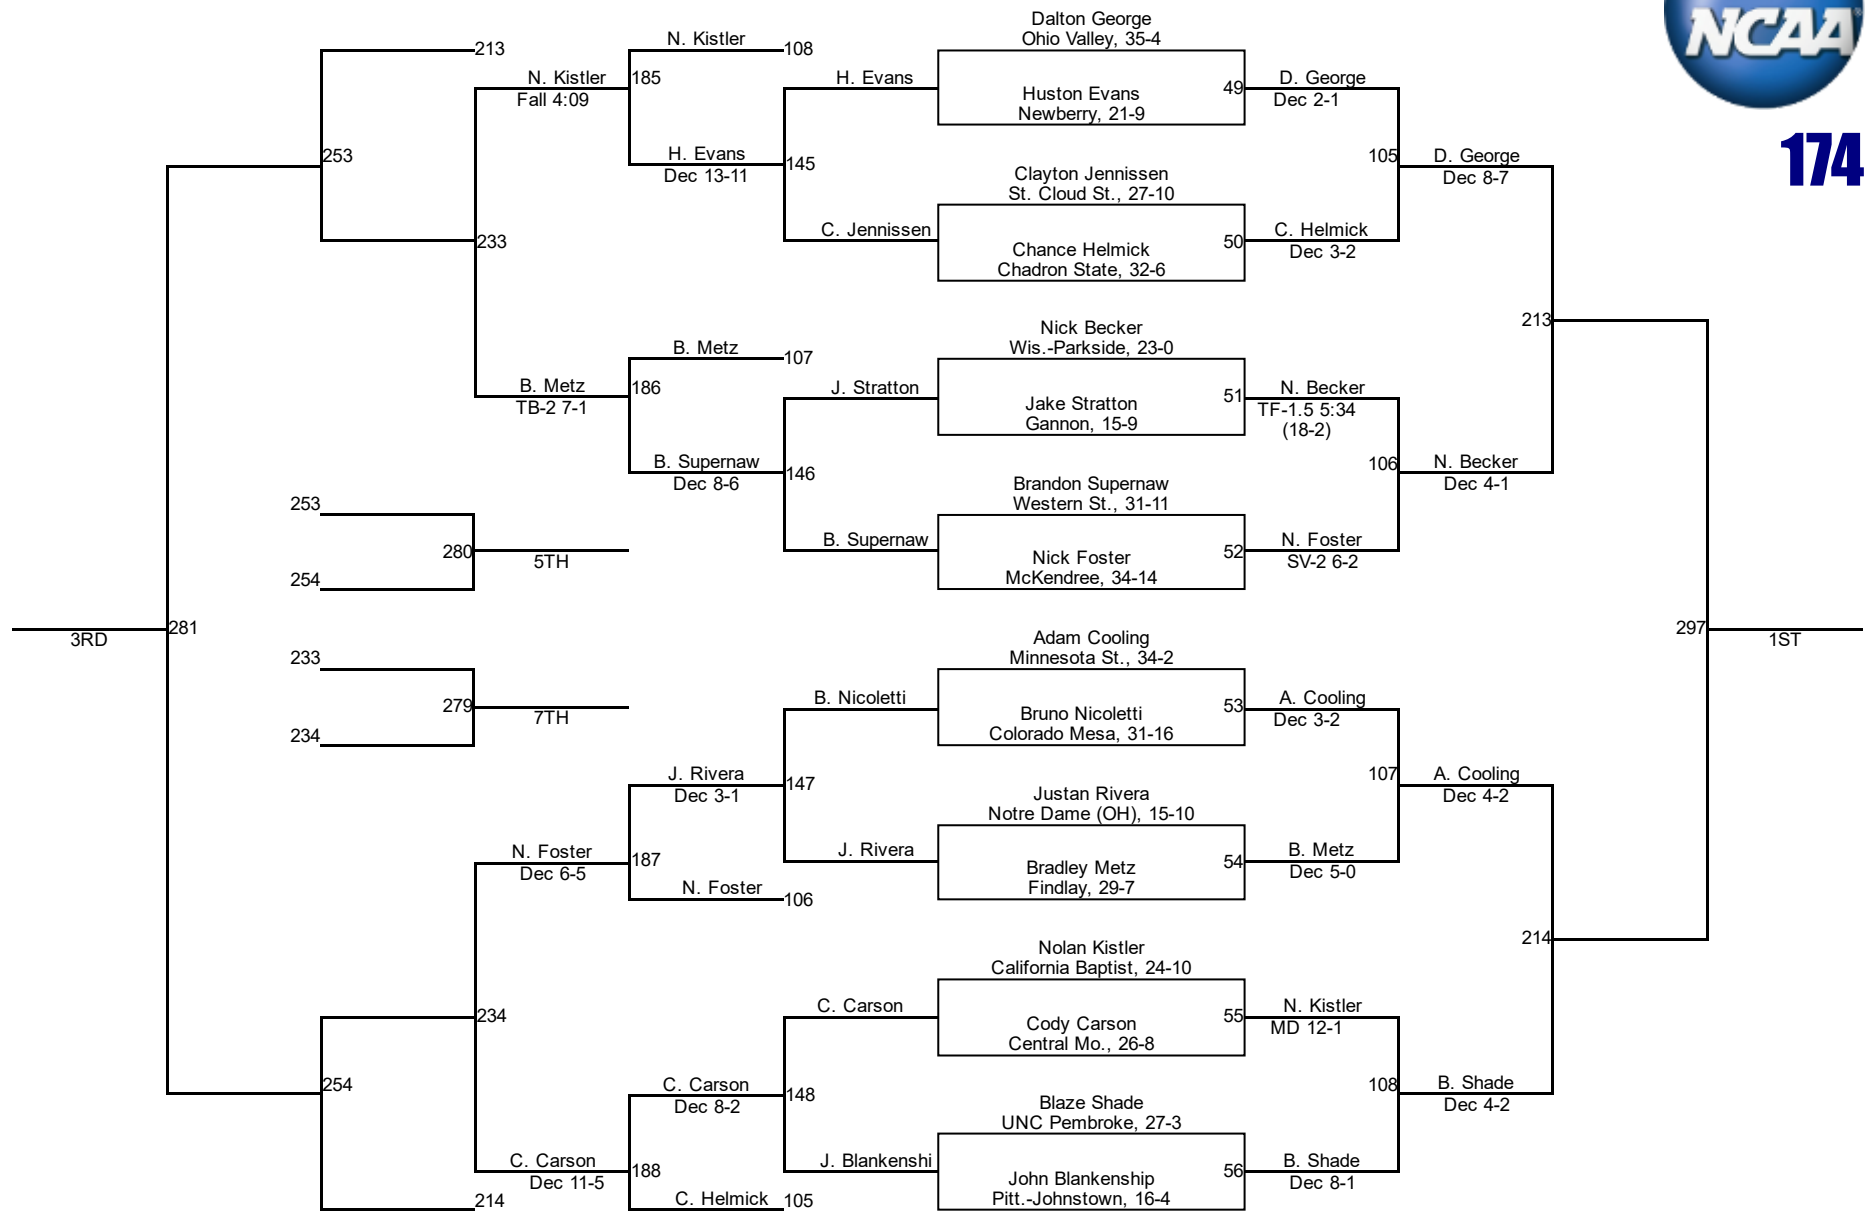 NCAA
174
Dalton George
Ohio Valley, 35-4
213
N. Kistler
108
N. Kistler
185
Fall 4:09
H. Evans
Huston Evans
Newberry, 21-9
49
D. George
Dec 2-1
253
H. Evans
Dec 13-11
145
Clayton Jennissen
St. Cloud St., 27-10
105
D. George
Dec 8-7
233
C. Jennissen
Chance Helmick
Chadron State, 32-6
50
C. Helmick
Dec 3-2
213
Nick Becker
Wis.-Parkside, 23-0
B. Metz
107
B. Metz
TB-2 7-1
186
J. Stratton
Jake Stratton
Gannon, 15-9
51
N. Becker
TF-1.5 5:34
(18-2)
B. Supernaw
Dec 8-6
146
106
N. Becker
Dec 4-1
Brandon Supernaw
Western St., 31-11
253
280
5TH
254
B. Supernaw
Nick Foster
McKendree, 34-14
52
N. Foster
SV-2 6-2
3RD
281
297
1ST
Adam Cooling
Minnesota St., 34-2
233
279
7TH
234
B. Nicoletti
Bruno Nicoletti
Colorado Mesa, 31-16
53
A. Cooling
Dec 3-2
J. Rivera
Dec 3-1
147
107
A. Cooling
Dec 4-2
Justan Rivera
Notre Dame (OH), 15-10
N. Foster
Dec 6-5
187
J. Rivera
Bradley Metz
Findlay, 29-7
54
B. Metz
Dec 5-0
N. Foster
106
214
Nolan Kistler
California Baptist, 24-10
234
C. Carson
Cody Carson
Central Mo., 26-8
55
N. Kistler
MD 12-1
254
C. Carson
Dec 8-2
148
108
B. Shade
Dec 4-2
Blaze Shade
UNC Pembroke, 27-3
C. Carson
Dec 11-5
188
J. Blankenshi
John Blankenship
Pitt.-Johnstown, 16-4
56
B. Shade
Dec 8-1
214
C. Helmick
105